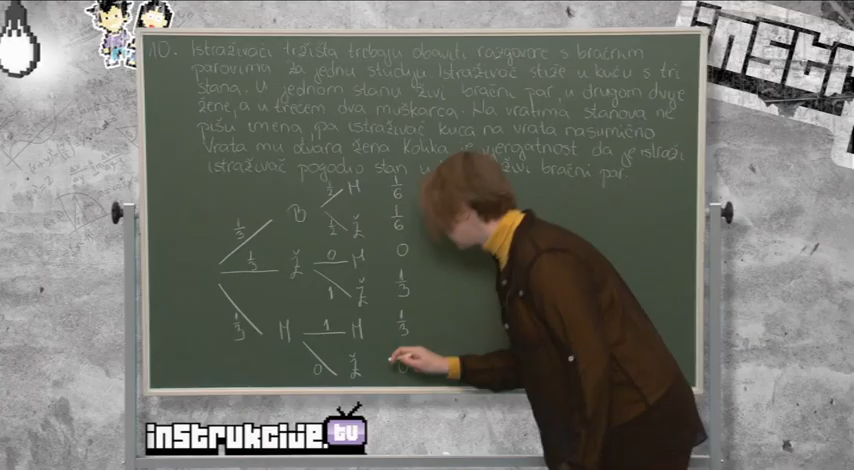 10. Istraživači tržišta trebaju obaviti razgovore s bračnim
parovima za jednu studiju Istraživač stiže u kuću s tri
stana. U jednom stanu živi bračni par, u drugom dvije
žene, a u trećem dva muškarca. Na vratima stanova ne
pišu imena, pa istraživač kuca na vrata nasumično
Vrata mu otvara žena Kolika je vjerojatnost da je
istraživač pogodio stan u živi bračni par.
1/2 M 1/6
1/3 B 1/2 Ž 1/6
1/3 Ž 0 M 0
1 Ž 1/3
1/3 M 1 M 1/3
0 Ž 0
instrukcije.tv